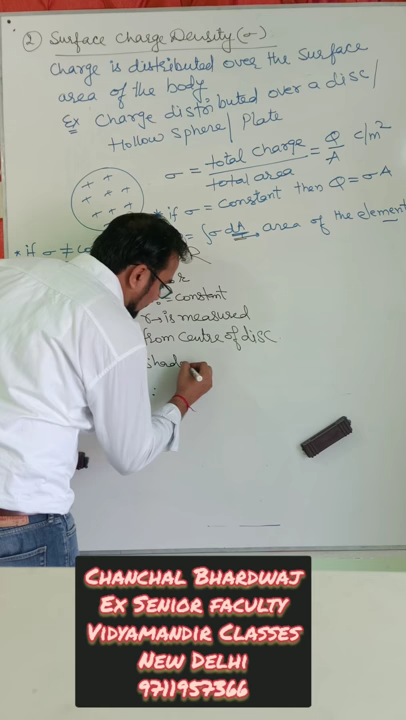 ② Surface Charge Density (σ)
Charge is distributed over the surface
area of the body
Ex Charge distributed over a disc/
Hollow sphere/ Plate
σ = total charge / total area = Q/A c/m²
* if σ = constant then Q = σA
* if σ ≠ co
= ∫σ dA → area of the element
R
= constant
r → is measured
from centre of disc
CHANCHAL BHARDWAJ
EX SENIOR FACULTY
VIDYAMANDIR CLASSES
NEW DELHI
9711957366